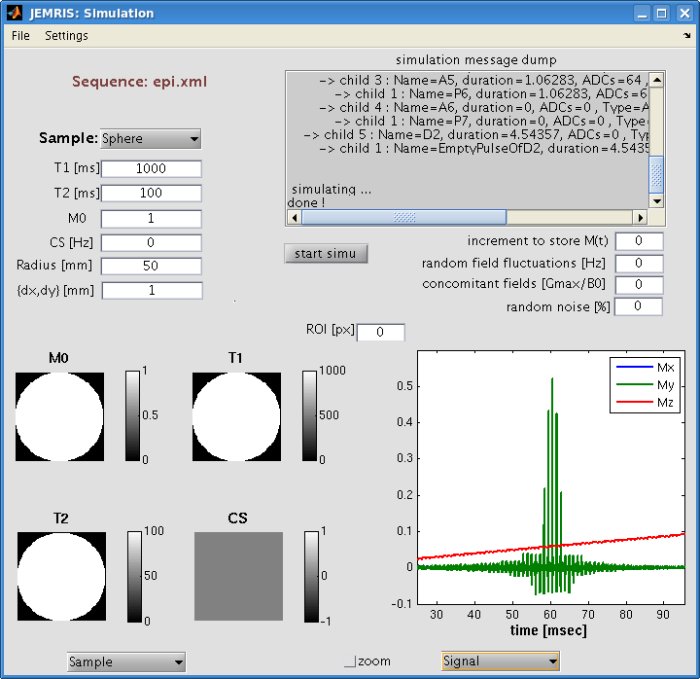 JEMRIS: Simulation
File Settings
simulation message dump
Sequence: epi.xml
-> child 3 : Name=A5, duration=1.06283, ADCs=64 ,
-> child 1 : Name=P6, duration=1.06283, ADCs=6
-> child 4 : Name=A6, duration=0, ADCs=0 , Type=A
-> child 1 : Name=P7, duration=0, ADCs=0 , Type=
-> child 5 : Name=D2, duration=4.54357, ADCs=0 , Typ
-> child 1 : Name=EmptyPulseOfD2, duration=4.5435
simulating ...
done !
Sample: Sphere
T1 [ms] 1000
T2 [ms] 100
M0 1
CS [Hz] 0
Radius [mm] 50
{dx,dy} [mm] 1
start simu
increment to store M(t) 0
random field fluctuations [Hz] 0
concomitant fields [Gmax/B0] 0
random noise [%] 0
ROI [px] 0
M0
1
0.5
0
T1
1000
500
0
T2
100
50
0
CS
1
0
-1
Mx
My
Mz
0.5
0.4
0.3
0.2
0.1
0
-0.1
30 40 50 60 70 80 90
time [msec]
Sample
zoom
Signal